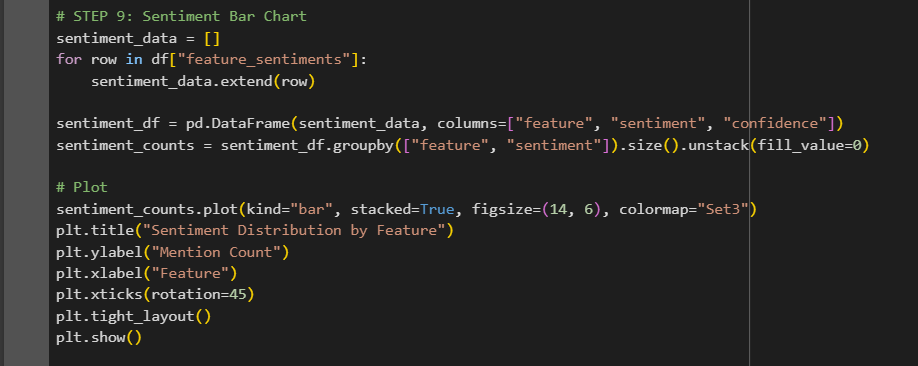 # STEP 9: Sentiment Bar Chart
sentiment_data = []
for row in df["feature_sentiments"]:
    sentiment_data.extend(row)

sentiment_df = pd.DataFrame(sentiment_data, columns=["feature", "sentiment", "confidence"])
sentiment_counts = sentiment_df.groupby(["feature", "sentiment"]).size().unstack(fill_value=0)

# Plot
sentiment_counts.plot(kind="bar", stacked=True, figsize=(14, 6), colormap="Set3")
plt.title("Sentiment Distribution by Feature")
plt.ylabel("Mention Count")
plt.xlabel("Feature")
plt.xticks(rotation=45)
plt.tight_layout()
plt.show()